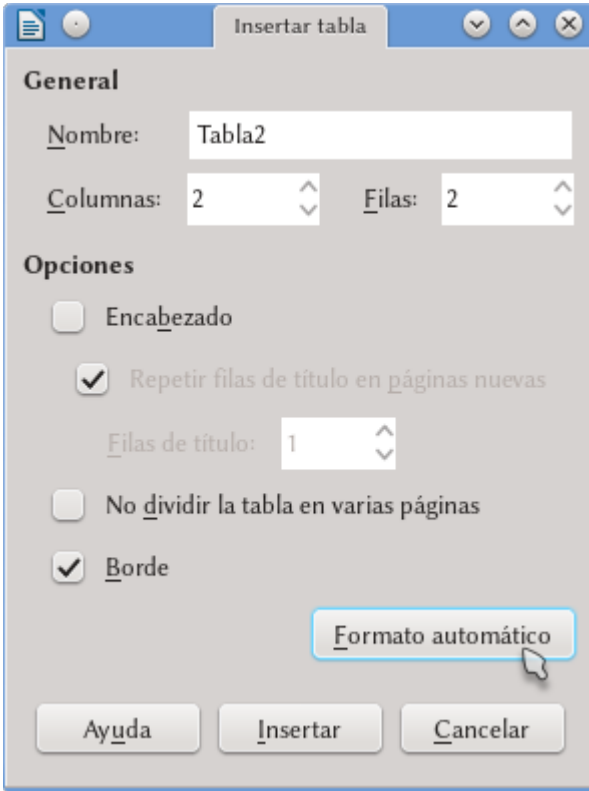 Insertar tabla
General
Nombre: Tabla2
Columnas: 2 Filas: 2
Opciones
Encabezado
Repetir filas de título en páginas nuevas
Filas de título: 1
No dividir la tabla en varias páginas
Borde
Formato automático
Ayuda Insertar Cancelar